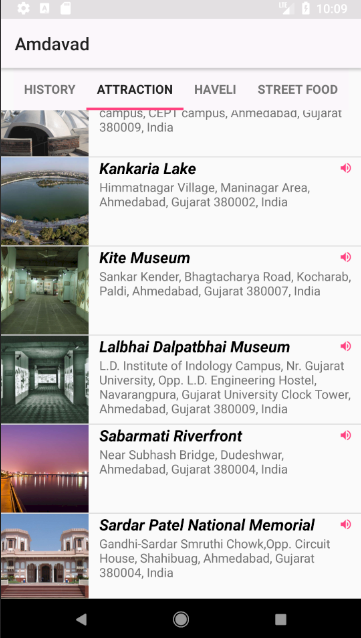 10:09
Amdavad
HISTORY ATTRACTION HAVELI STREET FOOD
campus, CEPT campus, Ahmedabad, Gujarat
380009, India
Kankaria Lake
Himmatnagar Village, Maninagar Area,
Ahmedabad, Gujarat 380002, India
Kite Museum
Sankar Kender, Bhagtacharya Road, Kocharab,
Paldi, Ahmedabad, Gujarat 380007, India
Lalbhai Dalpatbhai Museum
L.D. Institute of Indology Campus, Nr. Gujarat
University, Opp. L.D. Engineering Hostel,
Navarangpura, Gujarat University Clock Tower,
Ahmedabad, Gujarat 380009, India
Sabarmati Riverfront
Near Subhash Bridge, Dudeshwar,
Ahmedabad, Gujarat 380004, India
Sardar Patel National Memorial
Gandhi-Sardar Smruthi Chowk,Opp. Circuit
House, Shahibuag, Ahmedabad, Gujarat
380004, India